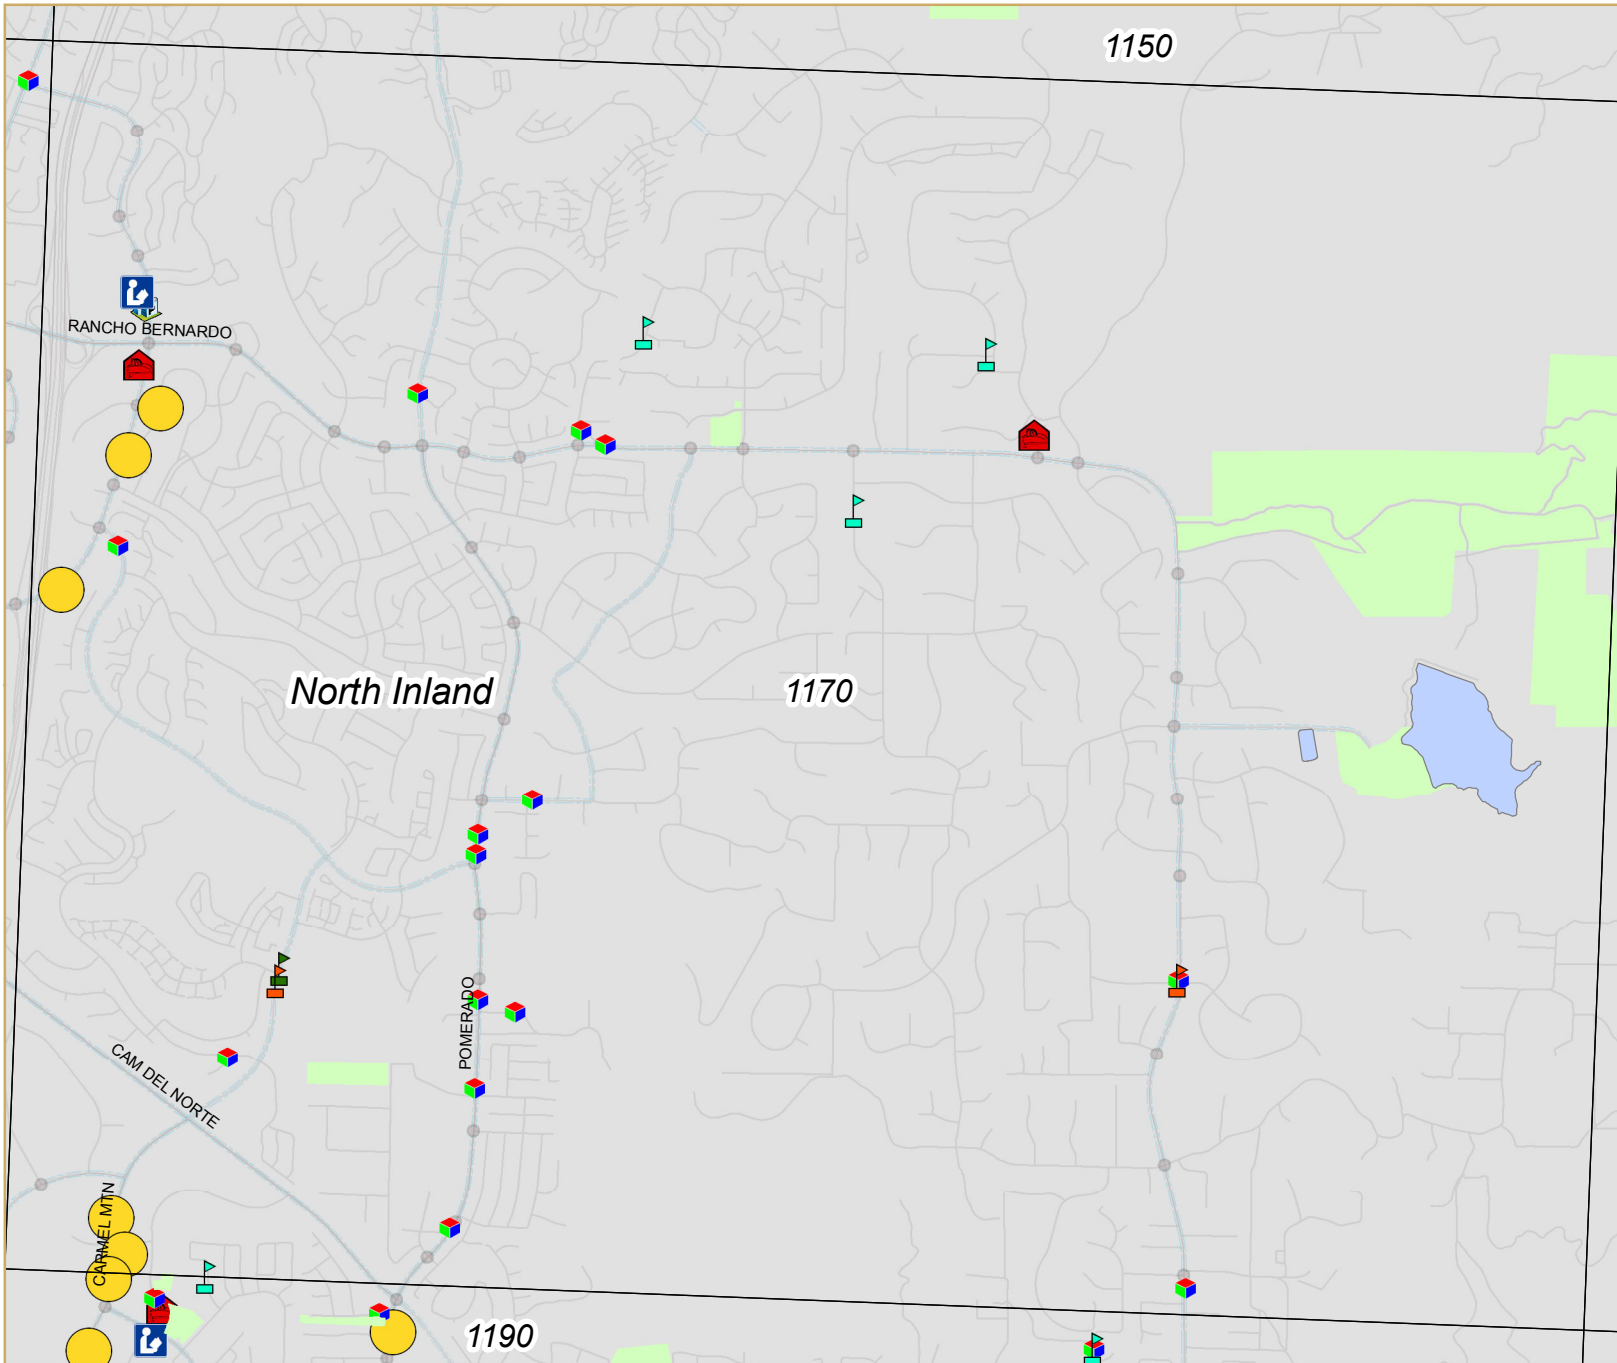 1150
RANCHO BERNARDO
North Inland
1170
POMERADO
CAM DEL NORTE
CARMEL MTN
1190